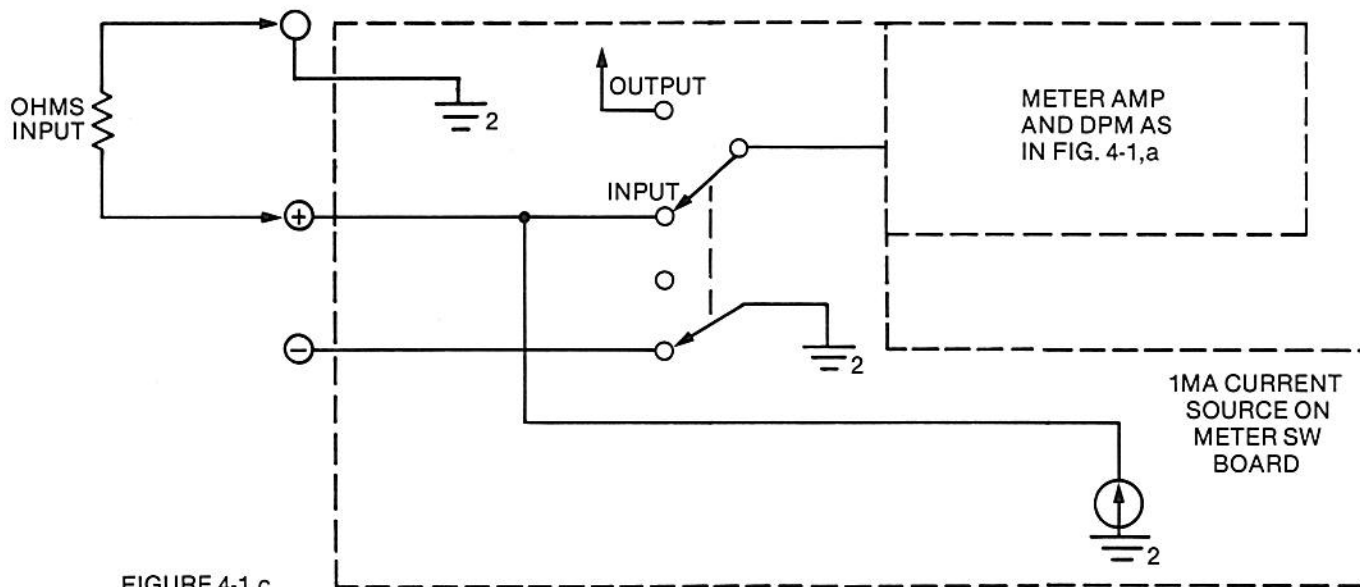 OHMS
INPUT
2
OUTPUT
INPUT
+
−
2
METER AMP
AND DPM AS
IN FIG. 4-1,a
1MA CURRENT
SOURCE ON
METER SW
BOARD
2
FIGURE 4-1,c